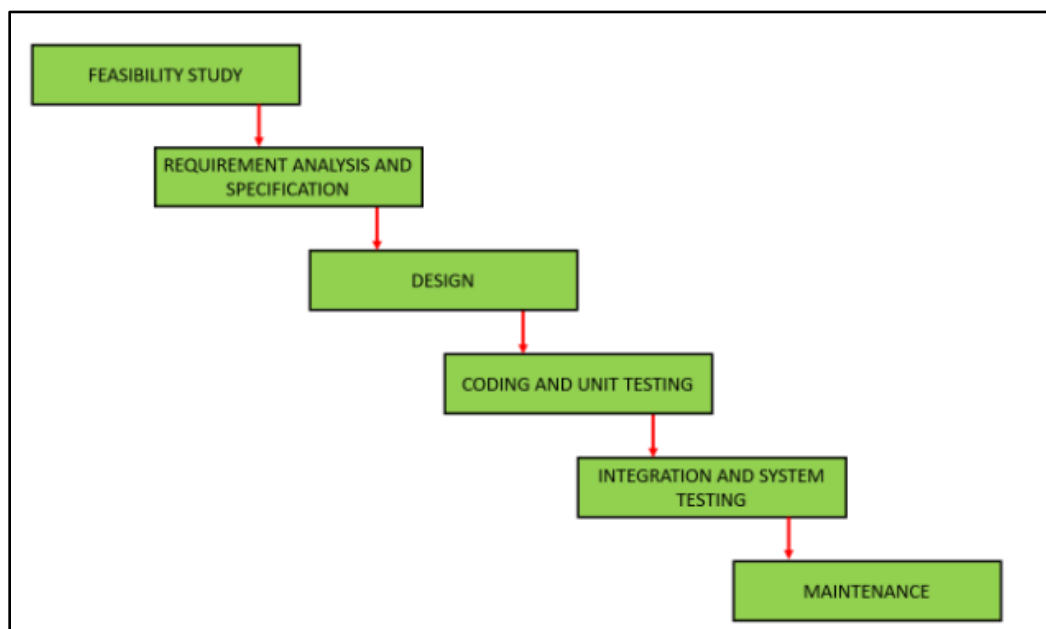 FEASIBILITY STUDY
REQUIREMENT ANALYSIS AND
SPECIFICATION
DESIGN
CODING AND UNIT TESTING
INTEGRATION AND SYSTEM
TESTING
MAINTENANCE